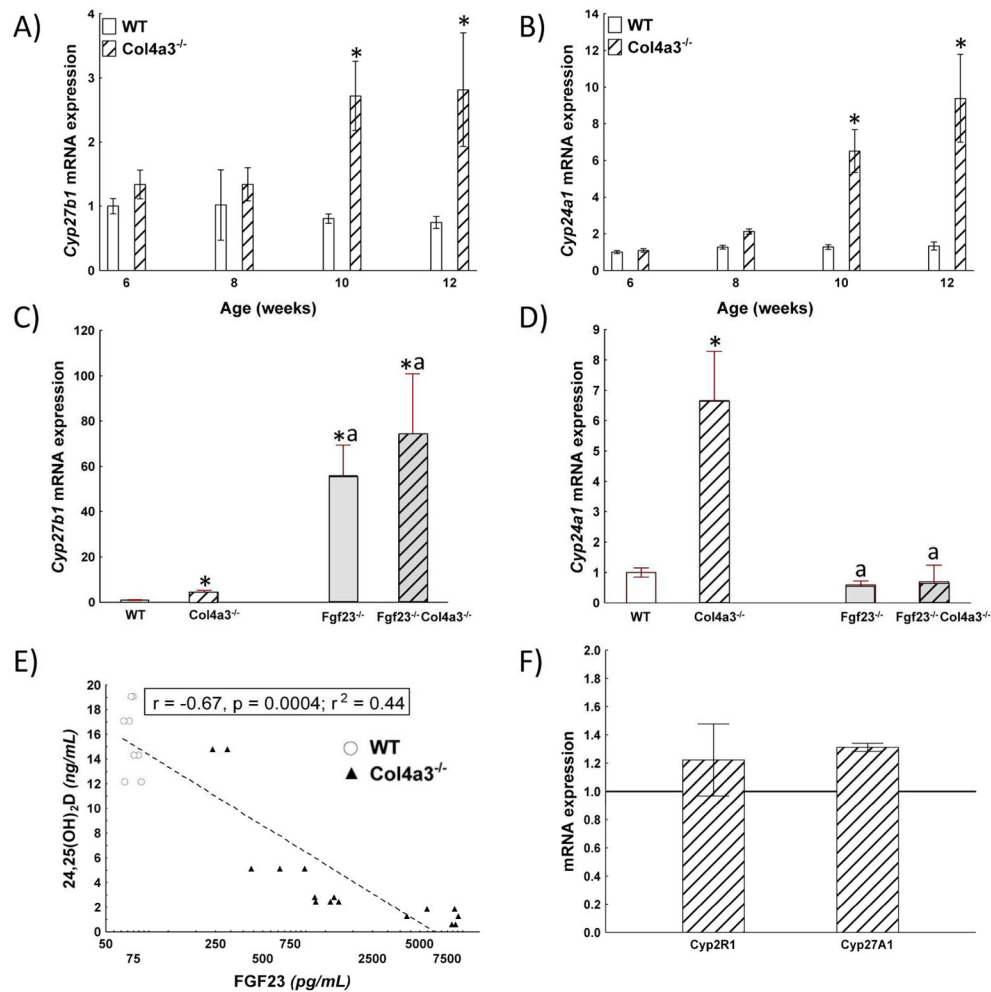 A)
WT
Col4a3-/-
Cyp27b1 mRNA expression
4
3
2
1
0
*
*
6 8 10 12
Age (weeks)
B)
WT
Col4a3-/-
Cyp24a1 mRNA expression
14
12
10
8
6
4
2
0
*
*
6 8 10 12
Age (weeks)
C)
Cyp27b1 mRNA expression
120
100
80
60
40
20
0
*
*a
*a
WT Col4a3-/- Fgf23-/- Fgf23-/-Col4a3-/-
D)
Cyp24a1 mRNA expression
9
8
7
6
5
4
3
2
1
0
*
a
a
WT Col4a3-/- Fgf23-/- Fgf23-/-Col4a3-/-
E)
r = -0.67, p = 0.0004; r2 = 0.44
WT
Col4a3-/-
24,25(OH)2D (ng/mL)
20
18
16
14
12
10
8
6
4
2
0
50 250 750 5000
75 500 2500 7500
FGF23 (pg/mL)
F)
mRNA expression
2.0
1.8
1.6
1.4
1.2
1.0
0.8
0.6
0.4
0.2
0.0
Cyp2R1 Cyp27A1